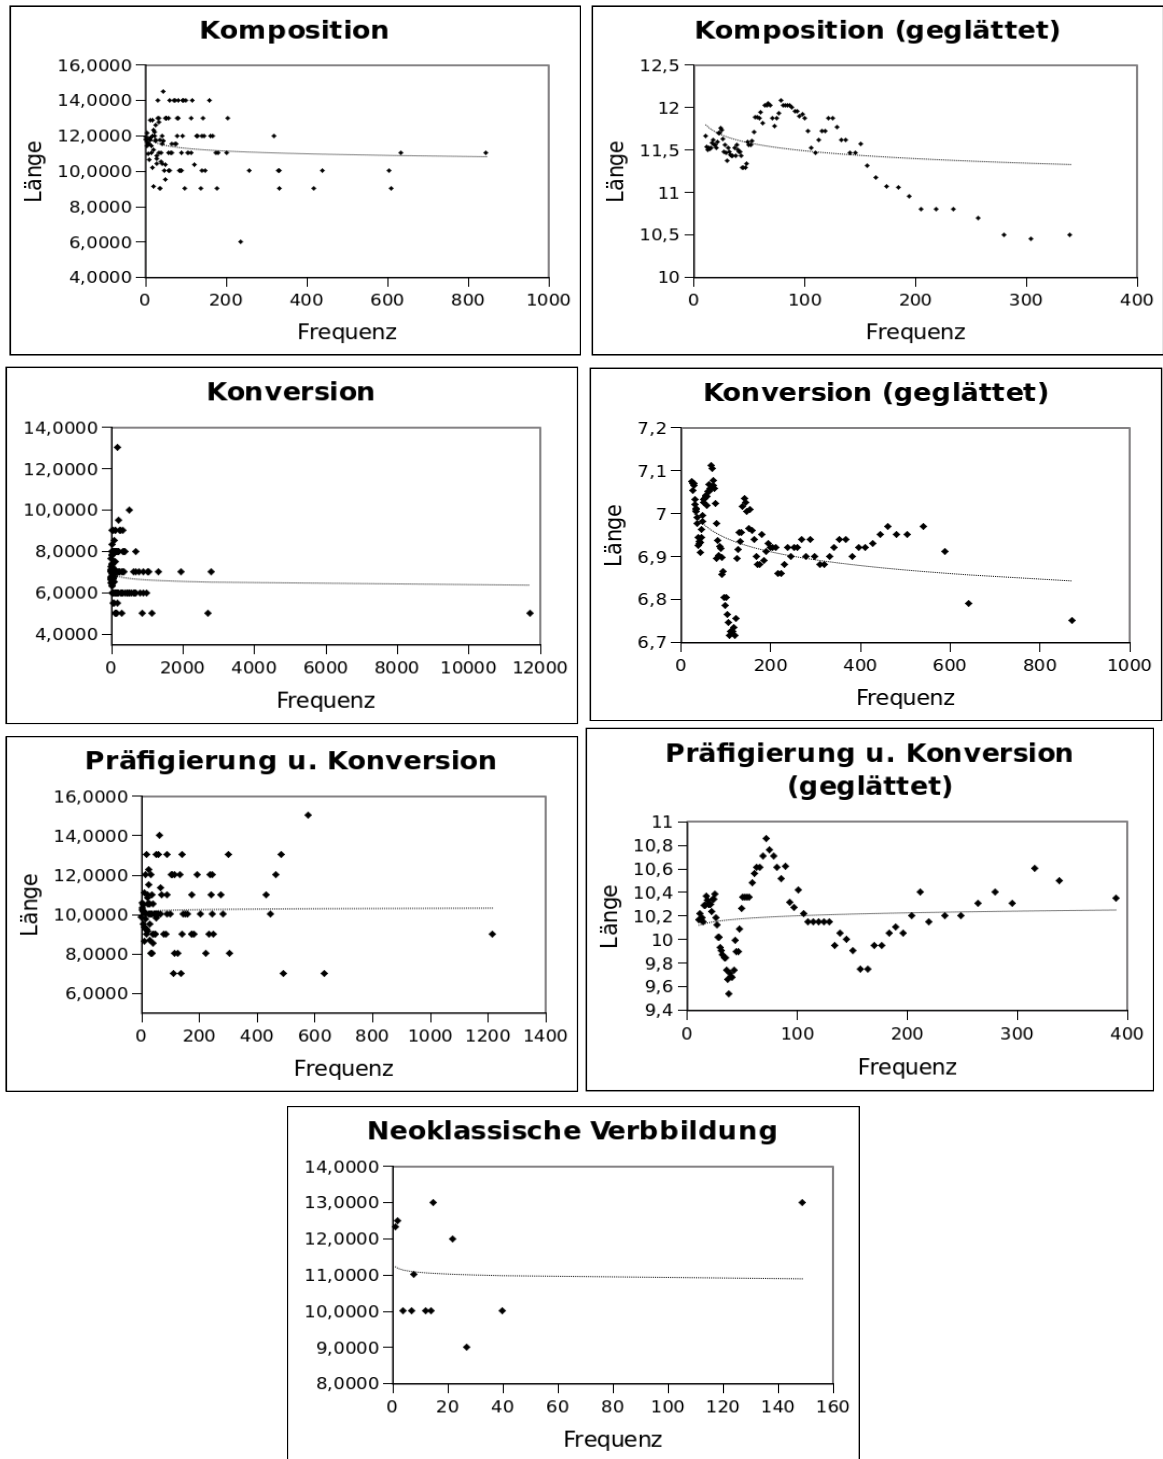 Komposition
16,0000
14,0000
12,0000
10,0000
8,0000
6,0000
4,0000
Länge
0 200 400 600 800 1000
Frequenz
Komposition (geglättet)
12,5
12
11,5
11
10,5
10
Länge
0 100 200 300 400
Frequenz
Konversion
14,0000
12,0000
10,0000
8,0000
6,0000
4,0000
Länge
0 2000 4000 6000 8000 10000 12000
Frequenz
Konversion (geglättet)
7,2
7,1
7
6,9
6,8
6,7
Länge
0 200 400 600 800 1000
Frequenz
Präfigierung u. Konversion
16,0000
14,0000
12,0000
10,0000
8,0000
6,0000
Länge
0 200 400 600 800 1000 1200 1400
Frequenz
Präfigierung u. Konversion
(geglättet)
11
10,8
10,6
10,4
10,2
10
9,8
9,6
9,4
Länge
0 100 200 300 400
Frequenz
Neoklassische Verbbildung
14,0000
13,0000
12,0000
11,0000
10,0000
9,0000
8,0000
Länge
0 20 40 60 80 100 120 140 160
Frequenz